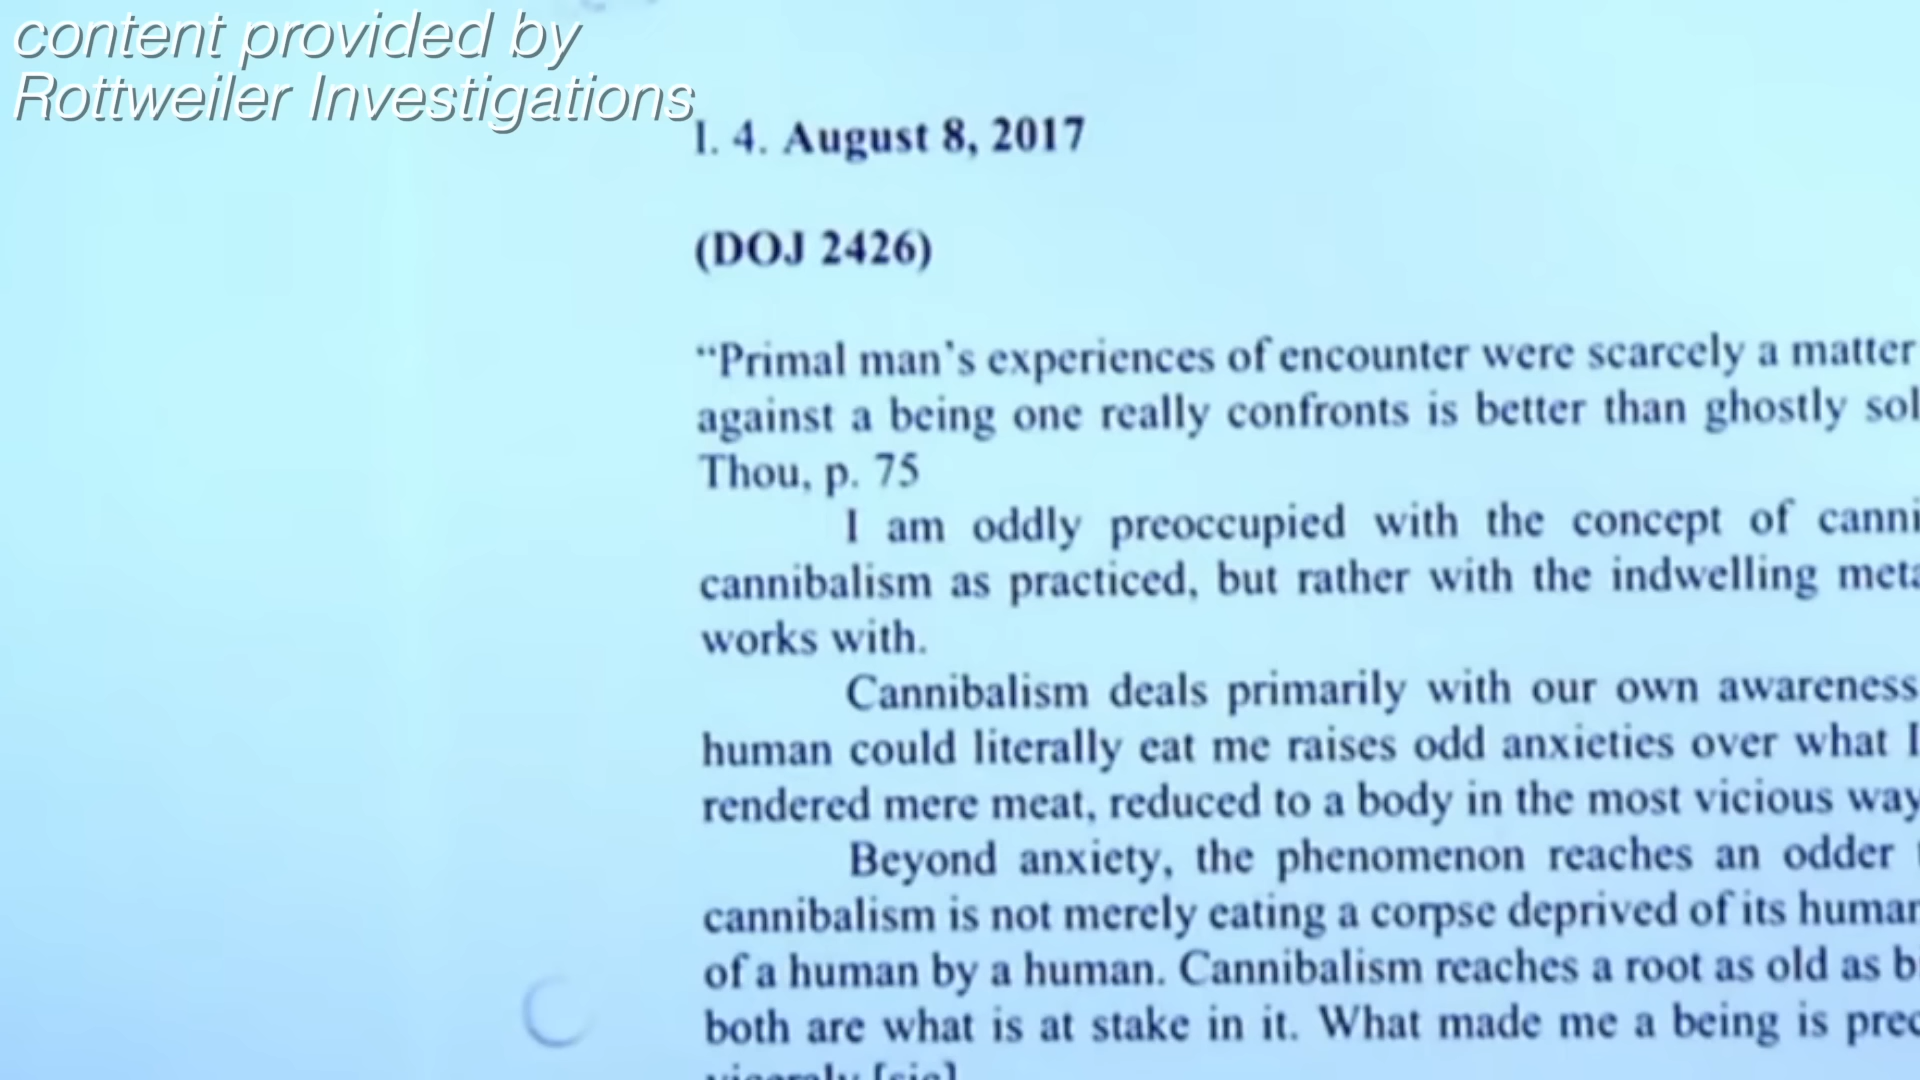 content provided by
Rottweiler Investigations
I. 4. August 8, 2017
(DOJ 2426)
“Primal man’s experiences of encounter were scarcely a matter
against a being one really confronts is better than ghostly
Thou, p. 75
I am oddly preoccupied with the concept of
cannibalism as practiced, but rather with the indwelling
works with.
Cannibalism deals primarily with our own awareness
human could literally eat me raises odd anxieties over what I
rendered mere meat, reduced to a body in the most vicious way
Beyond anxiety, the phenomenon reaches an odder
cannibalism is not merely eating a corpse deprived of its human
of a human by a human. Cannibalism reaches a root as old as
both are what is at stake in it. What made me a being is
[sic]